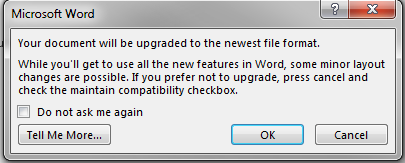 Microsoft Word
?
Your document will be upgraded to the newest file format.
While you'll get to use all the new features in Word, some minor layout
changes are possible. If you prefer not to upgrade, press cancel and
check the maintain compatibility checkbox.
Do not ask me again
Tell Me More... OK Cancel